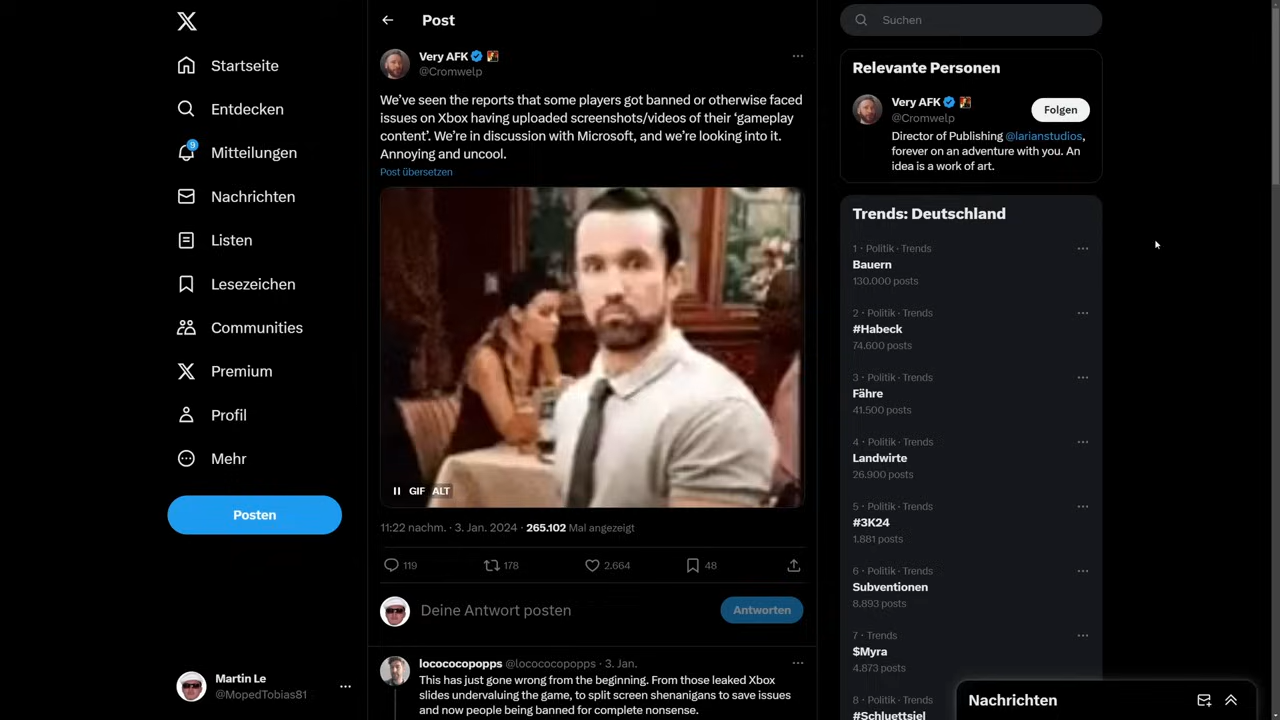 Startseite
Entdecken
9
Mitteilungen
Nachrichten
Listen
Lesezeichen
Communities
Premium
Profil
Mehr
Posten
Martin Le
@MopedTobias81
Post
Very AFK
@Cromwelp
We’ve seen the reports that some players got banned or otherwise faced
issues on Xbox having uploaded screenshots/videos of their ‘gameplay
content’. We’re in discussion with Microsoft, and we’re looking into it.
Annoying and uncool.
Post übersetzen
GIF ALT
11:22 nachm. · 3. Jan. 2024 · 265.102 Mal angezeigt
119 178 2.664 48
Deine Antwort posten
Antworten
locococopopps @locococopopps · 3. Jan.
This has just gone wrong from the beginning. From those leaked Xbox
slides undervaluing the game, to split screen shenanigans to save issues
and now people being banned for complete nonsense.
Suchen
Relevante Personen
Very AFK
@Cromwelp
Folgen
Director of Publishing @larianstudios,
forever on an adventure with you. An
idea is a work of art.
Trends: Deutschland
1 · Politik · Trends
Bauern
130.000 posts
2 · Politik · Trends
#Habeck
74.600 posts
3 · Politik · Trends
Fähre
41.500 posts
4 · Politik · Trends
Landwirte
26.900 posts
5 · Politik · Trends
#3K24
1.881 posts
6 · Politik · Trends
Subventionen
8.893 posts
7 · Trends
$Myra
4.873 posts
8 · Politik · Trends
#Schluettsiel
Nachrichten